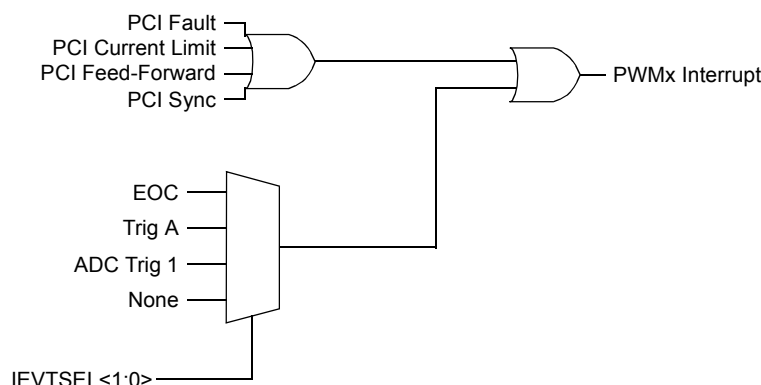 PCI Fault
PCI Current Limit
PCI Feed-Forward
PCI Sync
PWMx Interrupt
EOC
Trig A
ADC Trig 1
None
IEVTSEL<1:0>